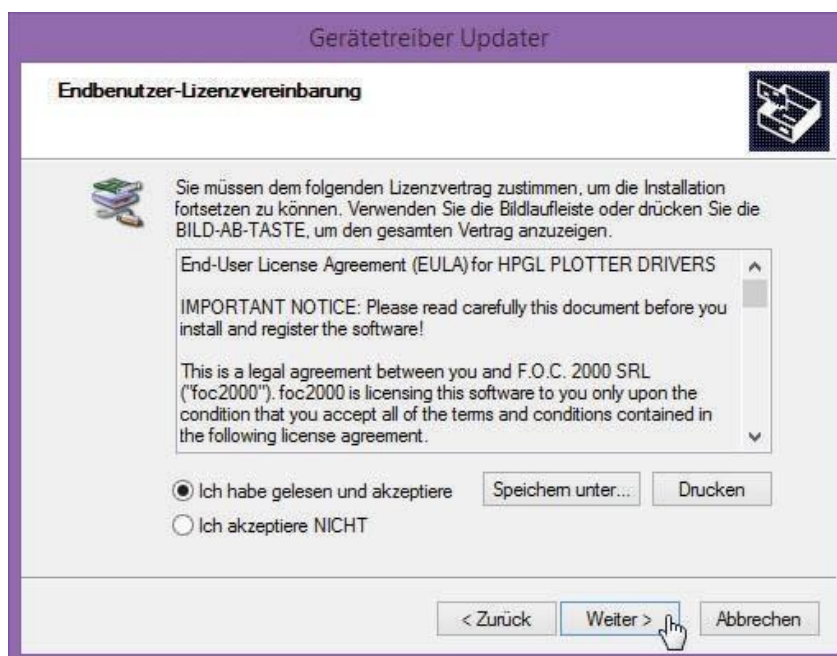 Gerätetreiber Updater
Endbenutzer-Lizenzvereinbarung
Sie müssen dem folgenden Lizenzvertrag zustimmen, um die Installation
fortsetzen zu können. Verwenden Sie die Bildlaufleiste oder drücken Sie die
BILD-AB-TASTE, um den gesamten Vertrag anzuzeigen.
End-User License Agreement (EULA) for HPGL PLOTTER DRIVERS
IMPORTANT NOTICE: Please read carefully this document before you
install and register the software!
This is a legal agreement between you and F.O.C. 2000 SRL
("foc2000"). foc2000 is licensing this software to you only upon the
condition that you accept all of the terms and conditions contained in
the following license agreement.
Ich habe gelesen und akzeptiere
Speichern unter...
Drucken
Ich akzeptiere NICHT
< Zurück
Weiter >
Abbrechen